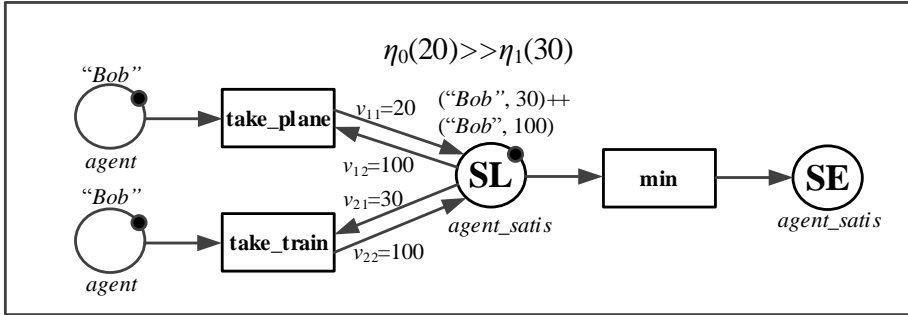 η0(20)>>η1(30)
“Bob”
take_plane
agent
v11=20
v12=100
(“Bob”, 30)++
(“Bob”, 100)
SL
agent_satis
min
SE
agent_satis
“Bob”
take_train
agent
v21=30
v22=100